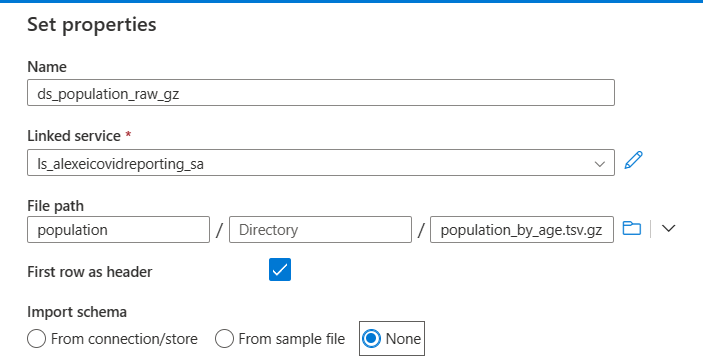 Set properties
Name
ds_population_raw_gz
Linked service *
ls_alexeicovidreporting_sa
File path
population / Directory / population_by_age.tsv.gz
First row as header
Import schema
From connection/store From sample file None